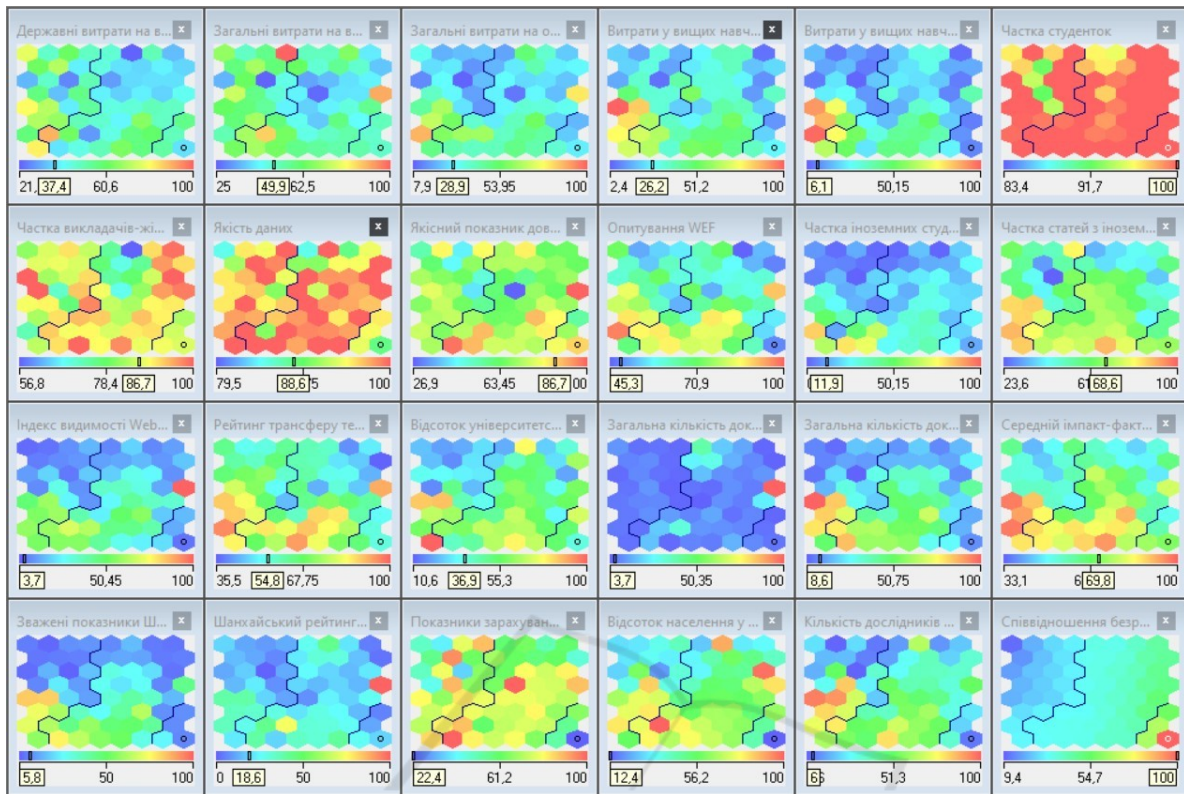 Державні витрати на в... x
Загальні витрати на в... x
Загальні витрати на о... x
Витрати у вищих навч... x
Витрати у вищих навч... x
Частка студенток x
21, 37,4 60,6 100
25 49,9 62,5 100
7,9 28,9 53,95 100
2,4 26,2 51,2 100
6,1 50,15 100
83,4 91,7 100
Частка викладачів-жі... x
Якість даних x
Якісний показник дов... x
Опитування WEF x
Частка іноземних студ... x
Частка статей з інозем... x
56,8 78,4 86,7 100
79,5 88,6 5 100
26,9 63,45 86,7 00
45,3 70,9 100
11,9 50,15 100
23,6 61 68,6 100
Індекс видимості Web... x
Рейтинг трансферу те... x
Відсоток університетс... x
Загальна кількість док... x
Загальна кількість док... x
Середній імпакт-факт... x
3,7 50,45 100
35,5 54,8 67,75 100
10,6 36,9 55,3 100
3,7 50,35 100
8,6 50,75 100
33,1 6 69,8 100
Зважені показники Ш... x
Шанхайський рейтинг... x
Показники зарахуван... x
Відсоток населення у ... x
Кількість дослідників ... x
Співвідношення безр... x
5,8 50 100
0 18,6 50 100
22,4 61,2 100
12,4 56,2 100
6 51,3 100
9,4 54,7 100